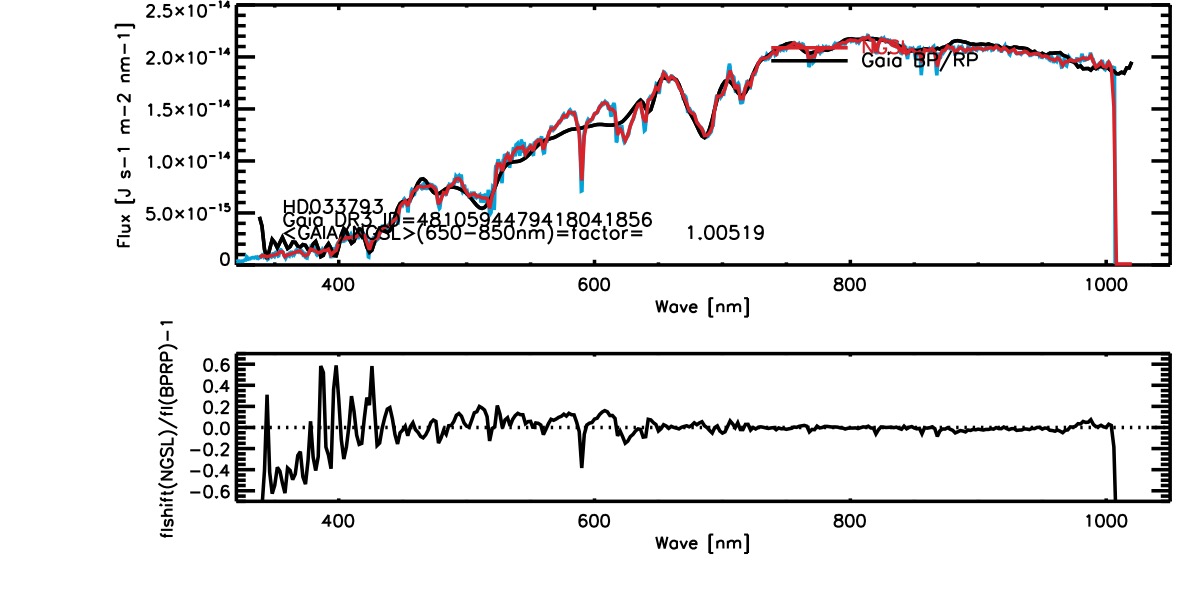 2.5×10⁻¹⁴
2.0×10⁻¹⁴
1.5×10⁻¹⁴
1.0×10⁻¹⁴
5.0×10⁻¹⁵
0
Flux [J s−1 m−2 nm−1]
NGSL
Gaia BP/RP
HD033793
Gaia DR3 ID=4810594479418041856
<GAIA/NGSL>(650−850nm)=factor= 1.00519
400 600 800 1000
Wave [nm]
flshift(NGSL)/fl(BPRP)−1
0.6
0.4
0.2
0.0
−0.2
−0.4
−0.6
400 600 800 1000
Wave [nm]